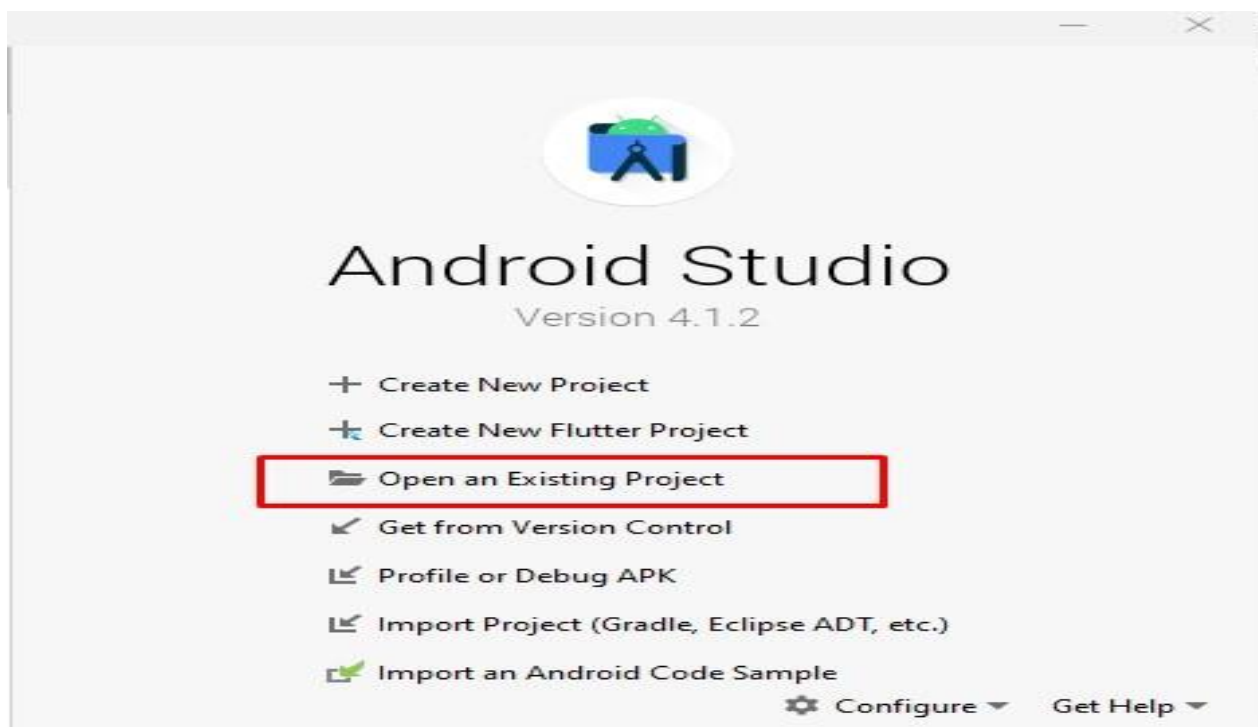 Android Studio
Version 4.1.2
Create New Project
Create New Flutter Project
Open an Existing Project
Get from Version Control
Profile or Debug APK
Import Project (Gradle, Eclipse ADT, etc.)
Import an Android Code Sample
Configure Get Help